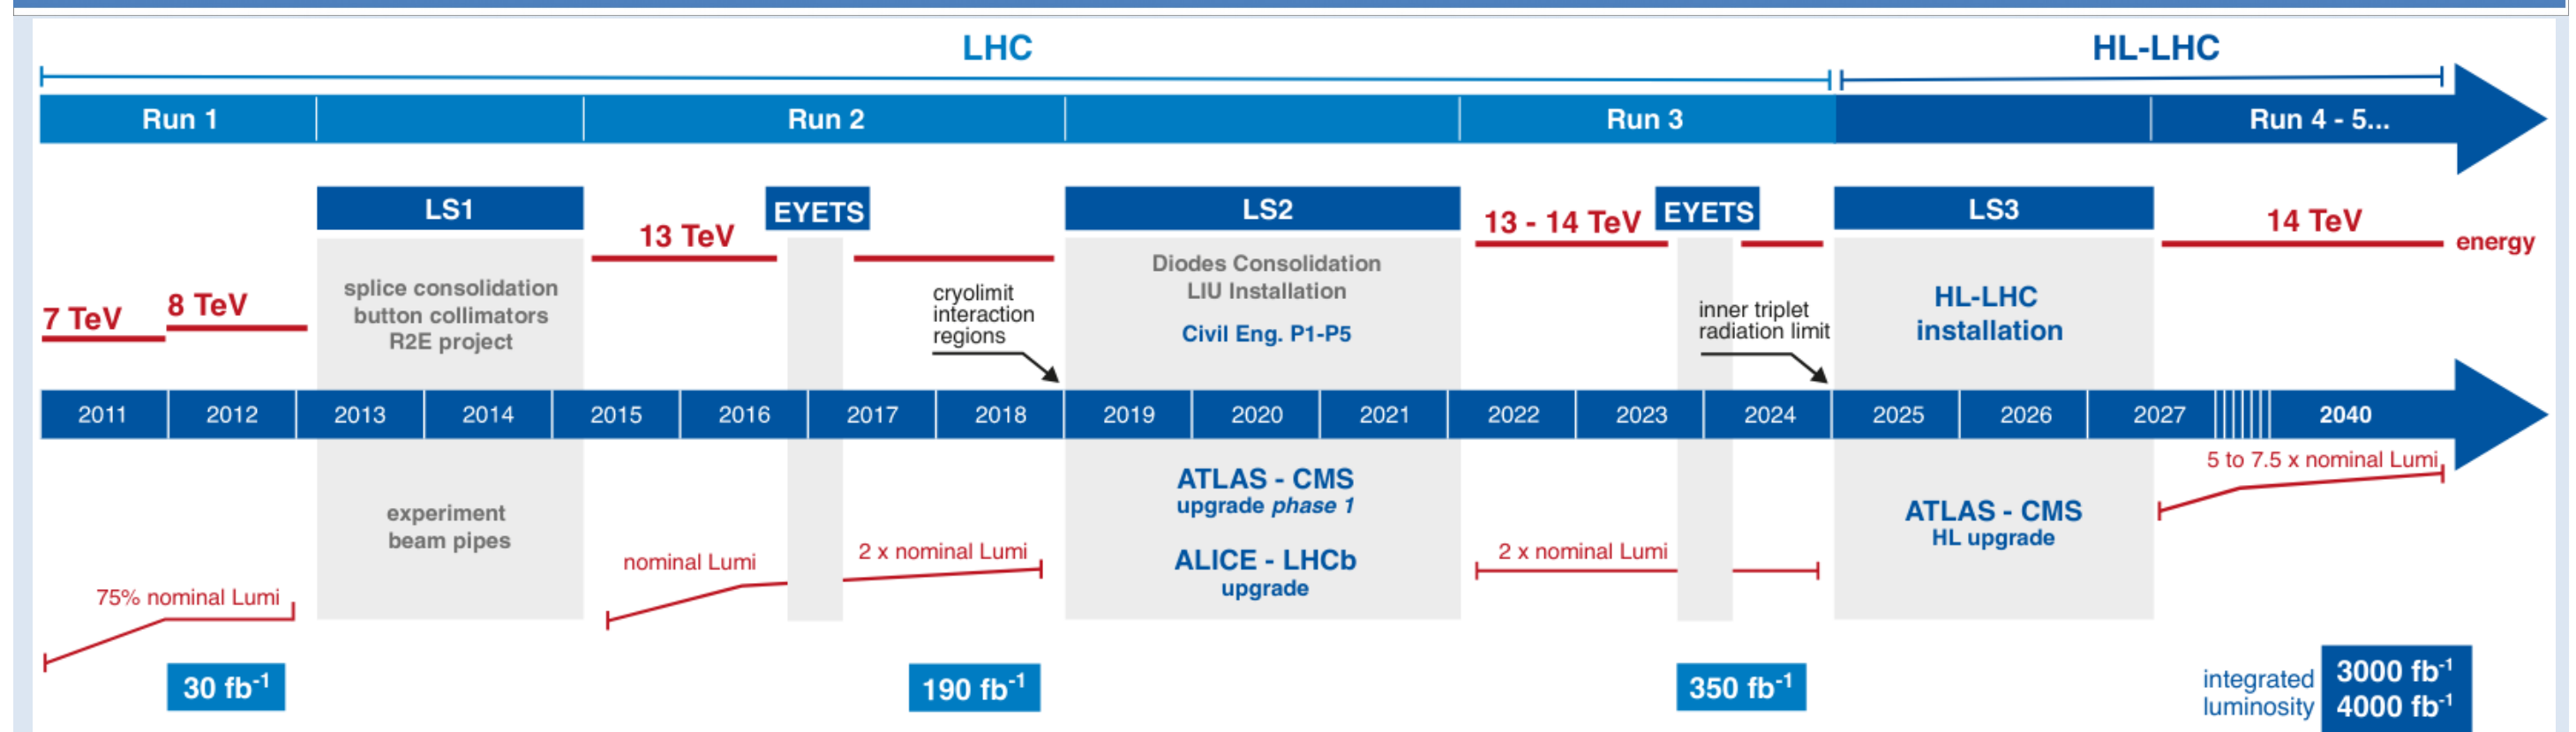 LHC
HL-LHC
Run 1
Run 2
Run 3
Run 4 - 5...
LS1
EYETS
LS2
EYETS
LS3
7 TeV
8 TeV
13 TeV
13 - 14 TeV
14 TeV
energy
splice consolidation
button collimators
R2E project
cryolimit
interaction
regions
Diodes Consolidation
LIU Installation
Civil Eng. P1-P5
inner triplet
radiation limit
HL-LHC
installation
2011
2012
2013
2014
2015
2016
2017
2018
2019
2020
2021
2022
2023
2024
2025
2026
2027
2040
75% nominal Lumi
experiment
beam pipes
nominal Lumi
2 x nominal Lumi
ATLAS - CMS
upgrade phase 1
ALICE - LHCb
upgrade
2 x nominal Lumi
ATLAS - CMS
HL upgrade
5 to 7.5 x nominal Lumi
30 fb⁻¹
190 fb⁻¹
350 fb⁻¹
integrated
luminosity
3000 fb⁻¹
4000 fb⁻¹